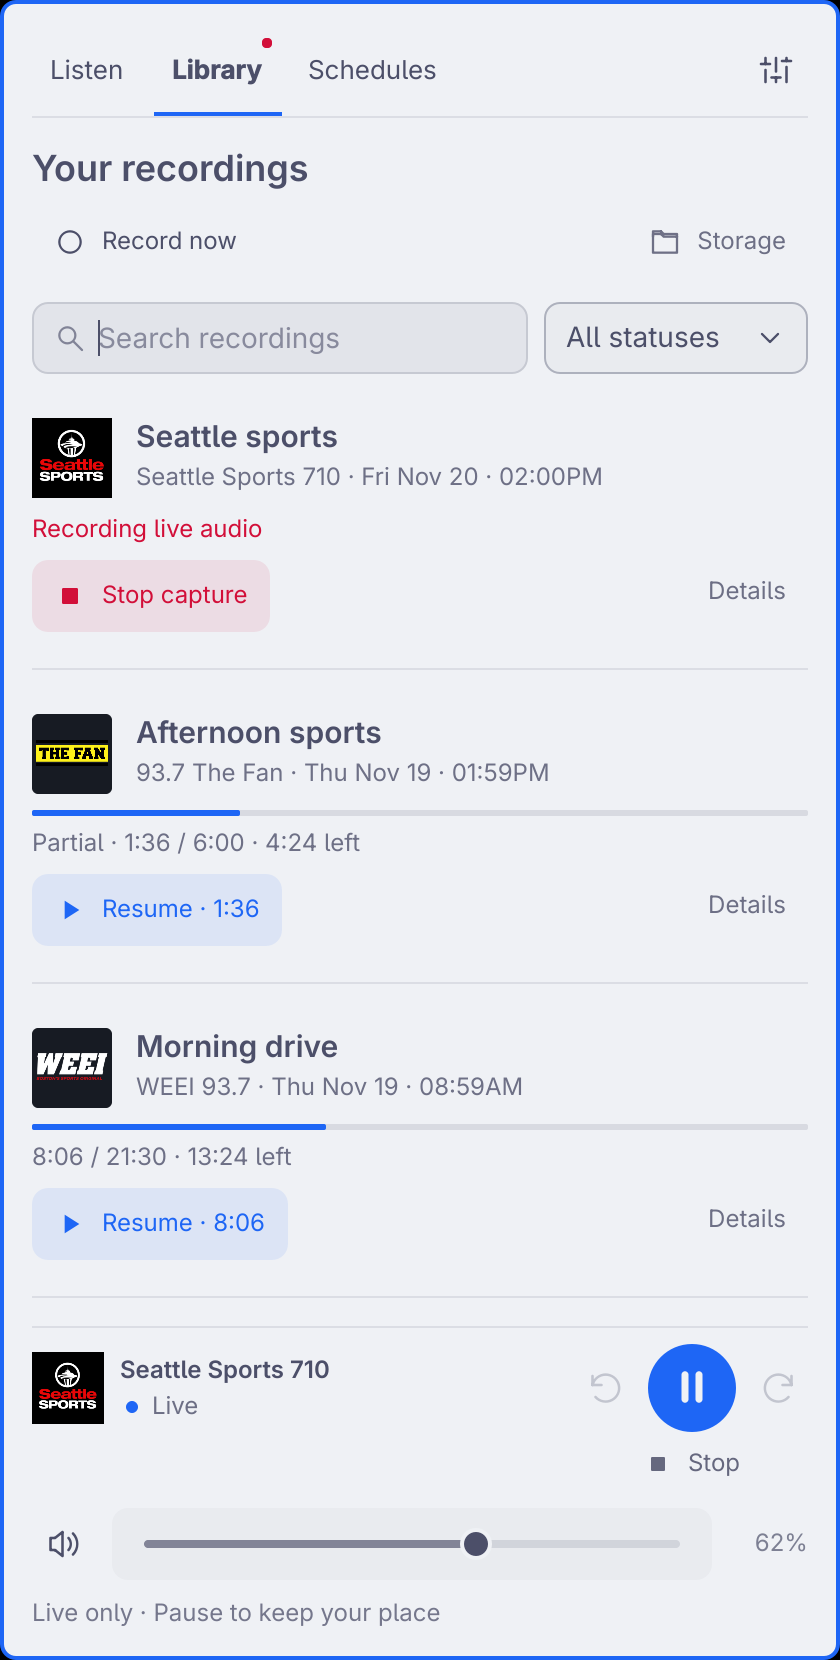 Listen Library Schedules
Your recordings
Record now Storage
Search recordings All statuses
Seattle
SPORTS
Seattle sports
Seattle Sports 710 · Fri Nov 20 · 02:00PM
Recording live audio
Stop capture Details
THE FAN
Afternoon sports
93.7 The Fan · Thu Nov 19 · 01:59PM
Partial · 1:36 / 6:00 · 4:24 left
Resume · 1:36 Details
WEEI
Morning drive
WEEI 93.7 · Thu Nov 19 · 08:59AM
8:06 / 21:30 · 13:24 left
Resume · 8:06 Details
Seattle
SPORTS
Seattle Sports 710
Live
Stop
62%
Live only · Pause to keep your place